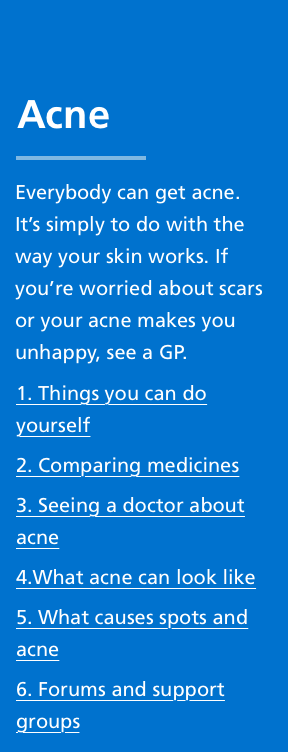 Acne
Everybody can get acne.
It's simply to do with the
way your skin works. If
you're worried about scars
or your acne makes you
unhappy, see a GP.
1. Things you can do
yourself
2. Comparing medicines
3. Seeing a doctor about
acne
4.What acne can look like
5. What causes spots and
acne
6. Forums and support
groups